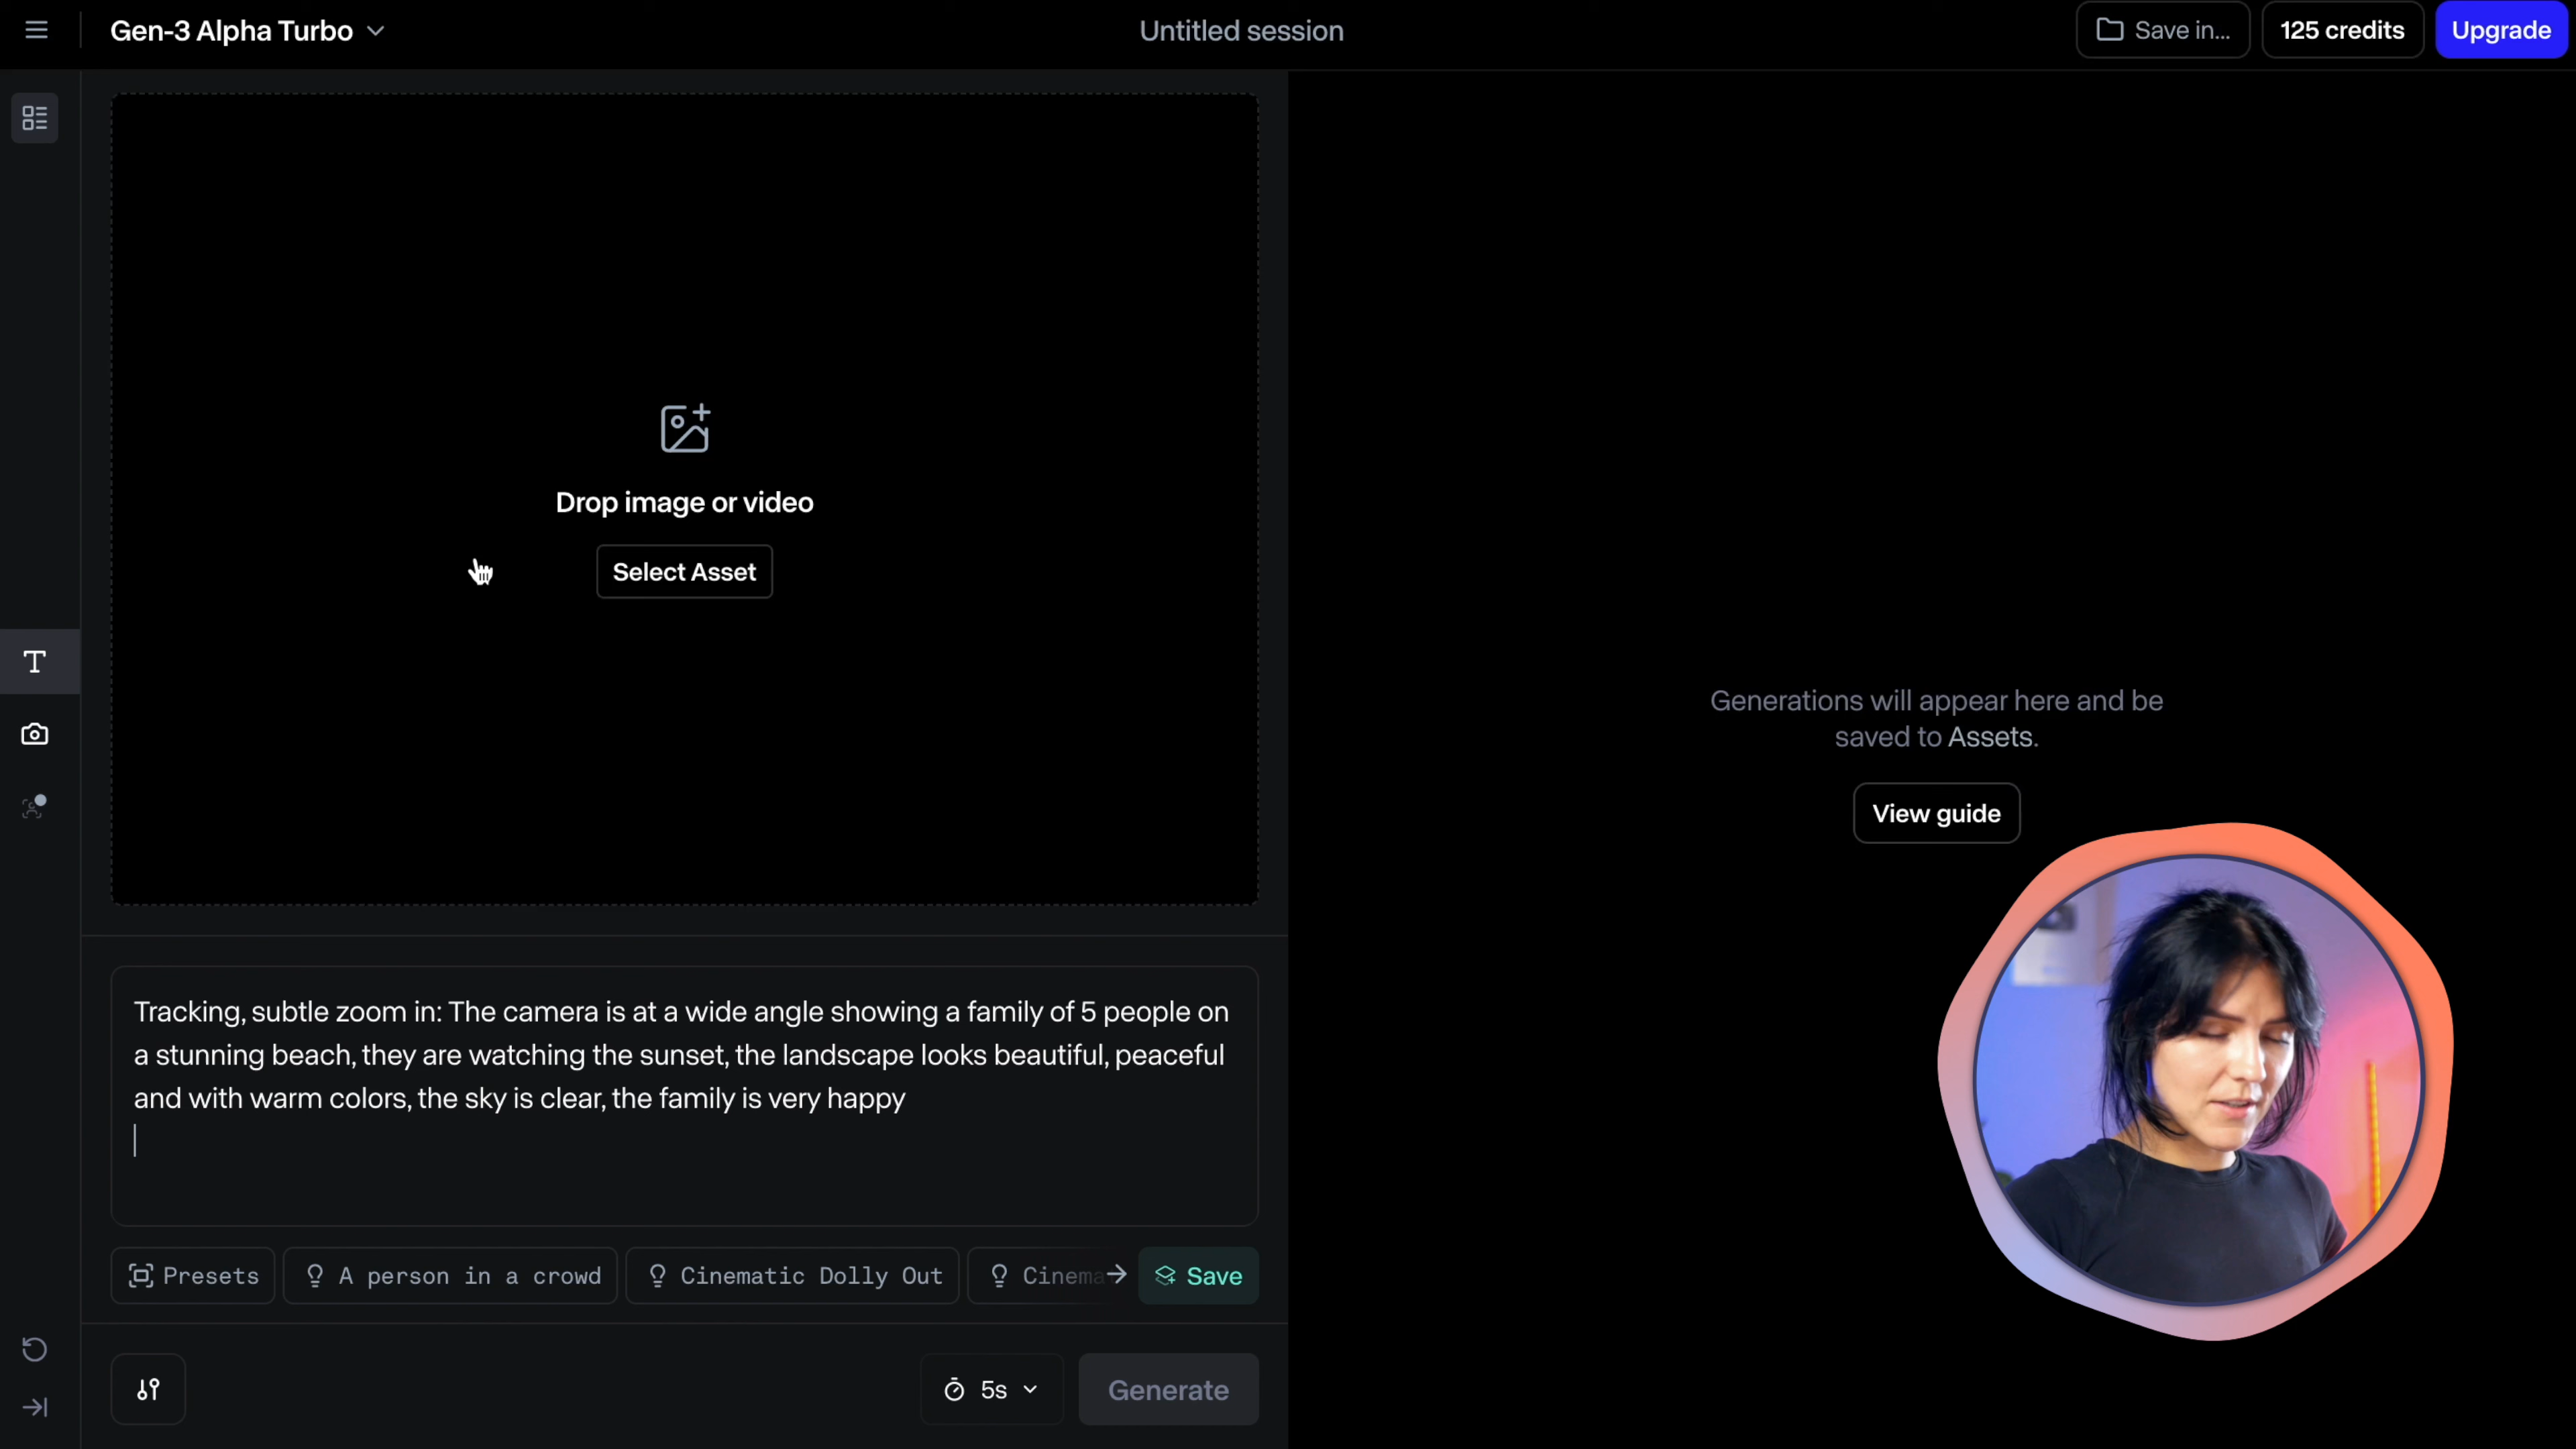 Gen-3 Alpha Turbo
Untitled session
Save in...
125 credits
Upgrade
Drop image or video
Select Asset
T
Generations will appear here and be
saved to Assets.
View guide
Tracking, subtle zoom in: The camera is at a wide angle showing a family of 5 people on
a stunning beach, they are watching the sunset, the landscape looks beautiful, peaceful
and with warm colors, the sky is clear, the family is very happy
Presets
A person in a crowd
Cinematic Dolly Out
Cinema
Save
5s
Generate